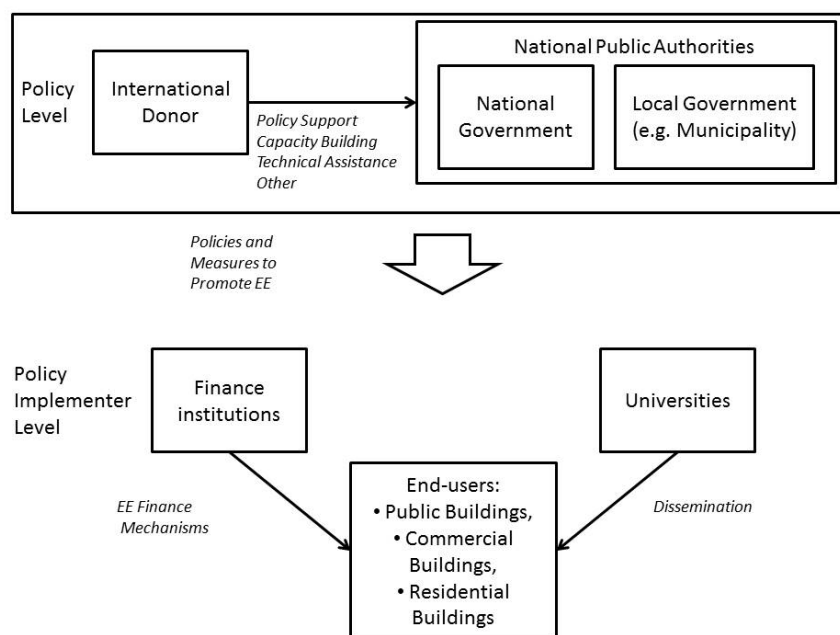 National Public Authorities
Policy
Level
International
Donor
National
Government
Local Government
(e.g. Municipality)
Policy Support
Capacity Building
Technical Assistance
Other
Policies and
Measures to
Promote EE
Policy
Implementer
Level
Finance
institutions
Universities
EE Finance
Mechanisms
End-users:
• Public Buildings,
• Commercial
Buildings,
• Residential
Buildings
Dissemination